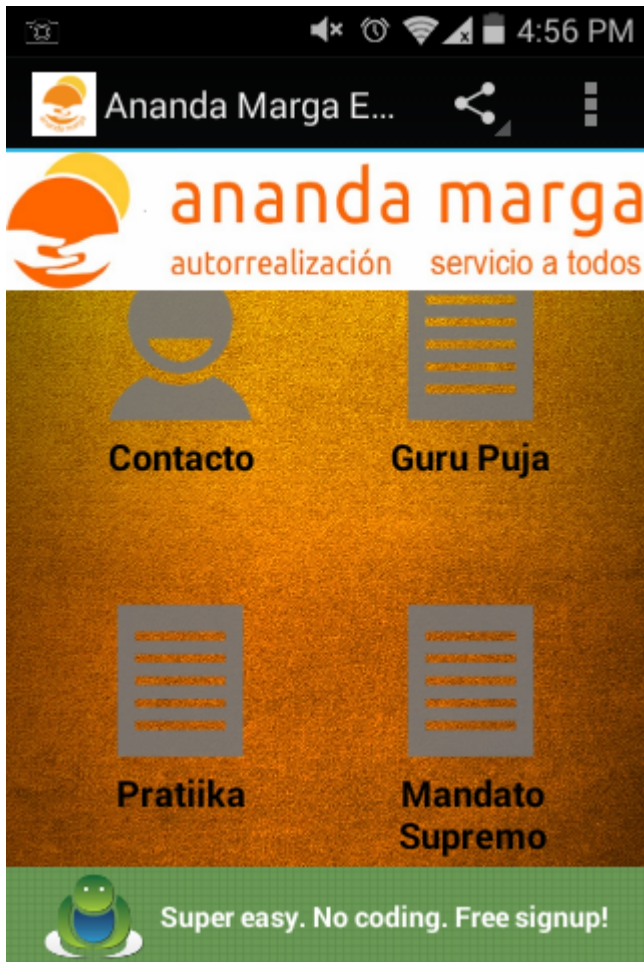 4:56 PM
Ananda Marga E...
ananda marga
autorrealización servicio a todos
Contacto Guru Puja
Pratiika Mandato
Supremo
Super easy. No coding. Free signup!